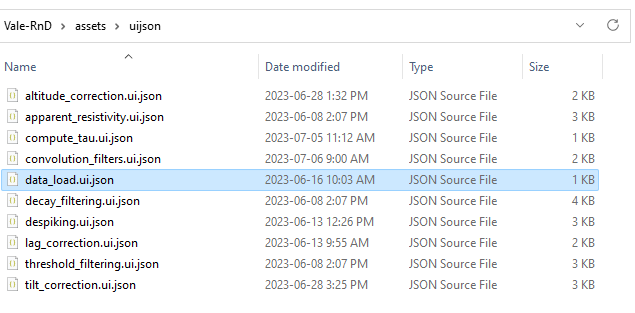 Vale-RnD > assets > uijson
Name Date modified Type Size
altitude_correction.ui.json 2023-06-28 1:32 PM JSON Source File 2 KB
apparent_resistivity.ui.json 2023-06-08 2:07 PM JSON Source File 3 KB
compute_tau.ui.json 2023-07-05 11:12 AM JSON Source File 1 KB
convolution_filters.ui.json 2023-07-06 9:00 AM JSON Source File 2 KB
data_load.ui.json 2023-06-16 10:03 AM JSON Source File 1 KB
decay_filtering.ui.json 2023-06-08 2:07 PM JSON Source File 4 KB
despiking.ui.json 2023-06-13 12:26 PM JSON Source File 3 KB
lag_correction.ui.json 2023-06-13 9:55 AM JSON Source File 2 KB
threshold_filtering.ui.json 2023-06-08 2:07 PM JSON Source File 3 KB
tilt_correction.ui.json 2023-06-28 3:25 PM JSON Source File 3 KB